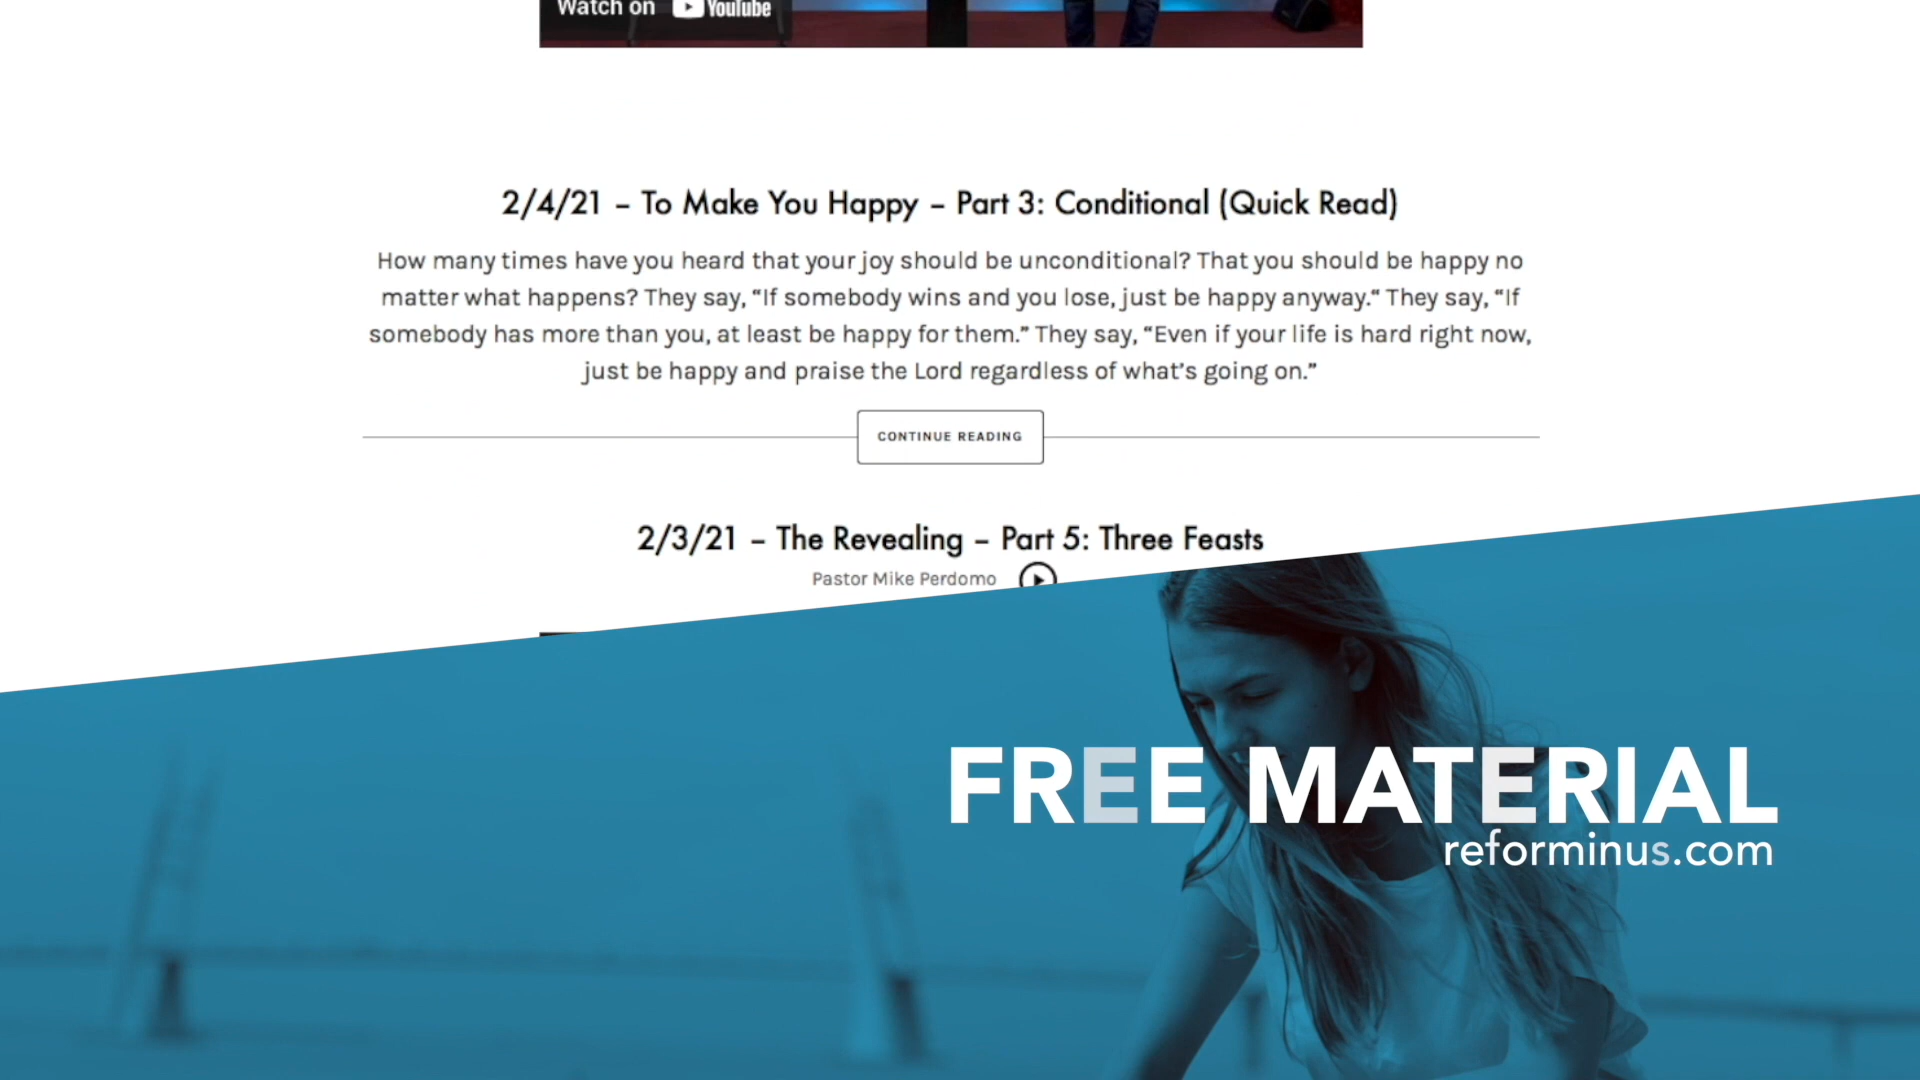 Watch on YouTube
2/4/21 – To Make You Happy – Part 3: Conditional (Quick Read)
How many times have you heard that your joy should be unconditional? That you should be happy no
matter what happens? They say, “If somebody wins and you lose, just be happy anyway.“ They say, “If
somebody has more than you, at least be happy for them.” They say, “Even if your life is hard right now,
just be happy and praise the Lord regardless of what’s going on.”
CONTINUE READING
2/3/21 – The Revealing – Part 5: Three Feasts
Pastor Mike Perdomo
FREE MATERIAL
reforminus.com